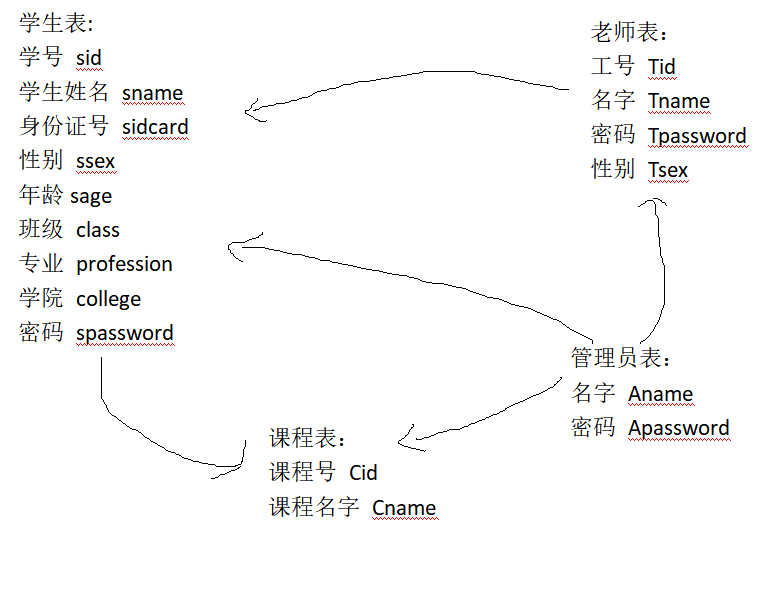 学生表:
学号 sid
学生姓名 sname
身份证号 sidcard
性别 ssex
年龄 sage
班级 class
专业 profession
学院 college
密码 spassword
老师表：
工号 Tid
名字 Tname
密码 Tpassword
性别 Tsex
管理员表：
名字 Aname
密码 Apassword
课程表：
课程号 Cid
课程名字 Cname